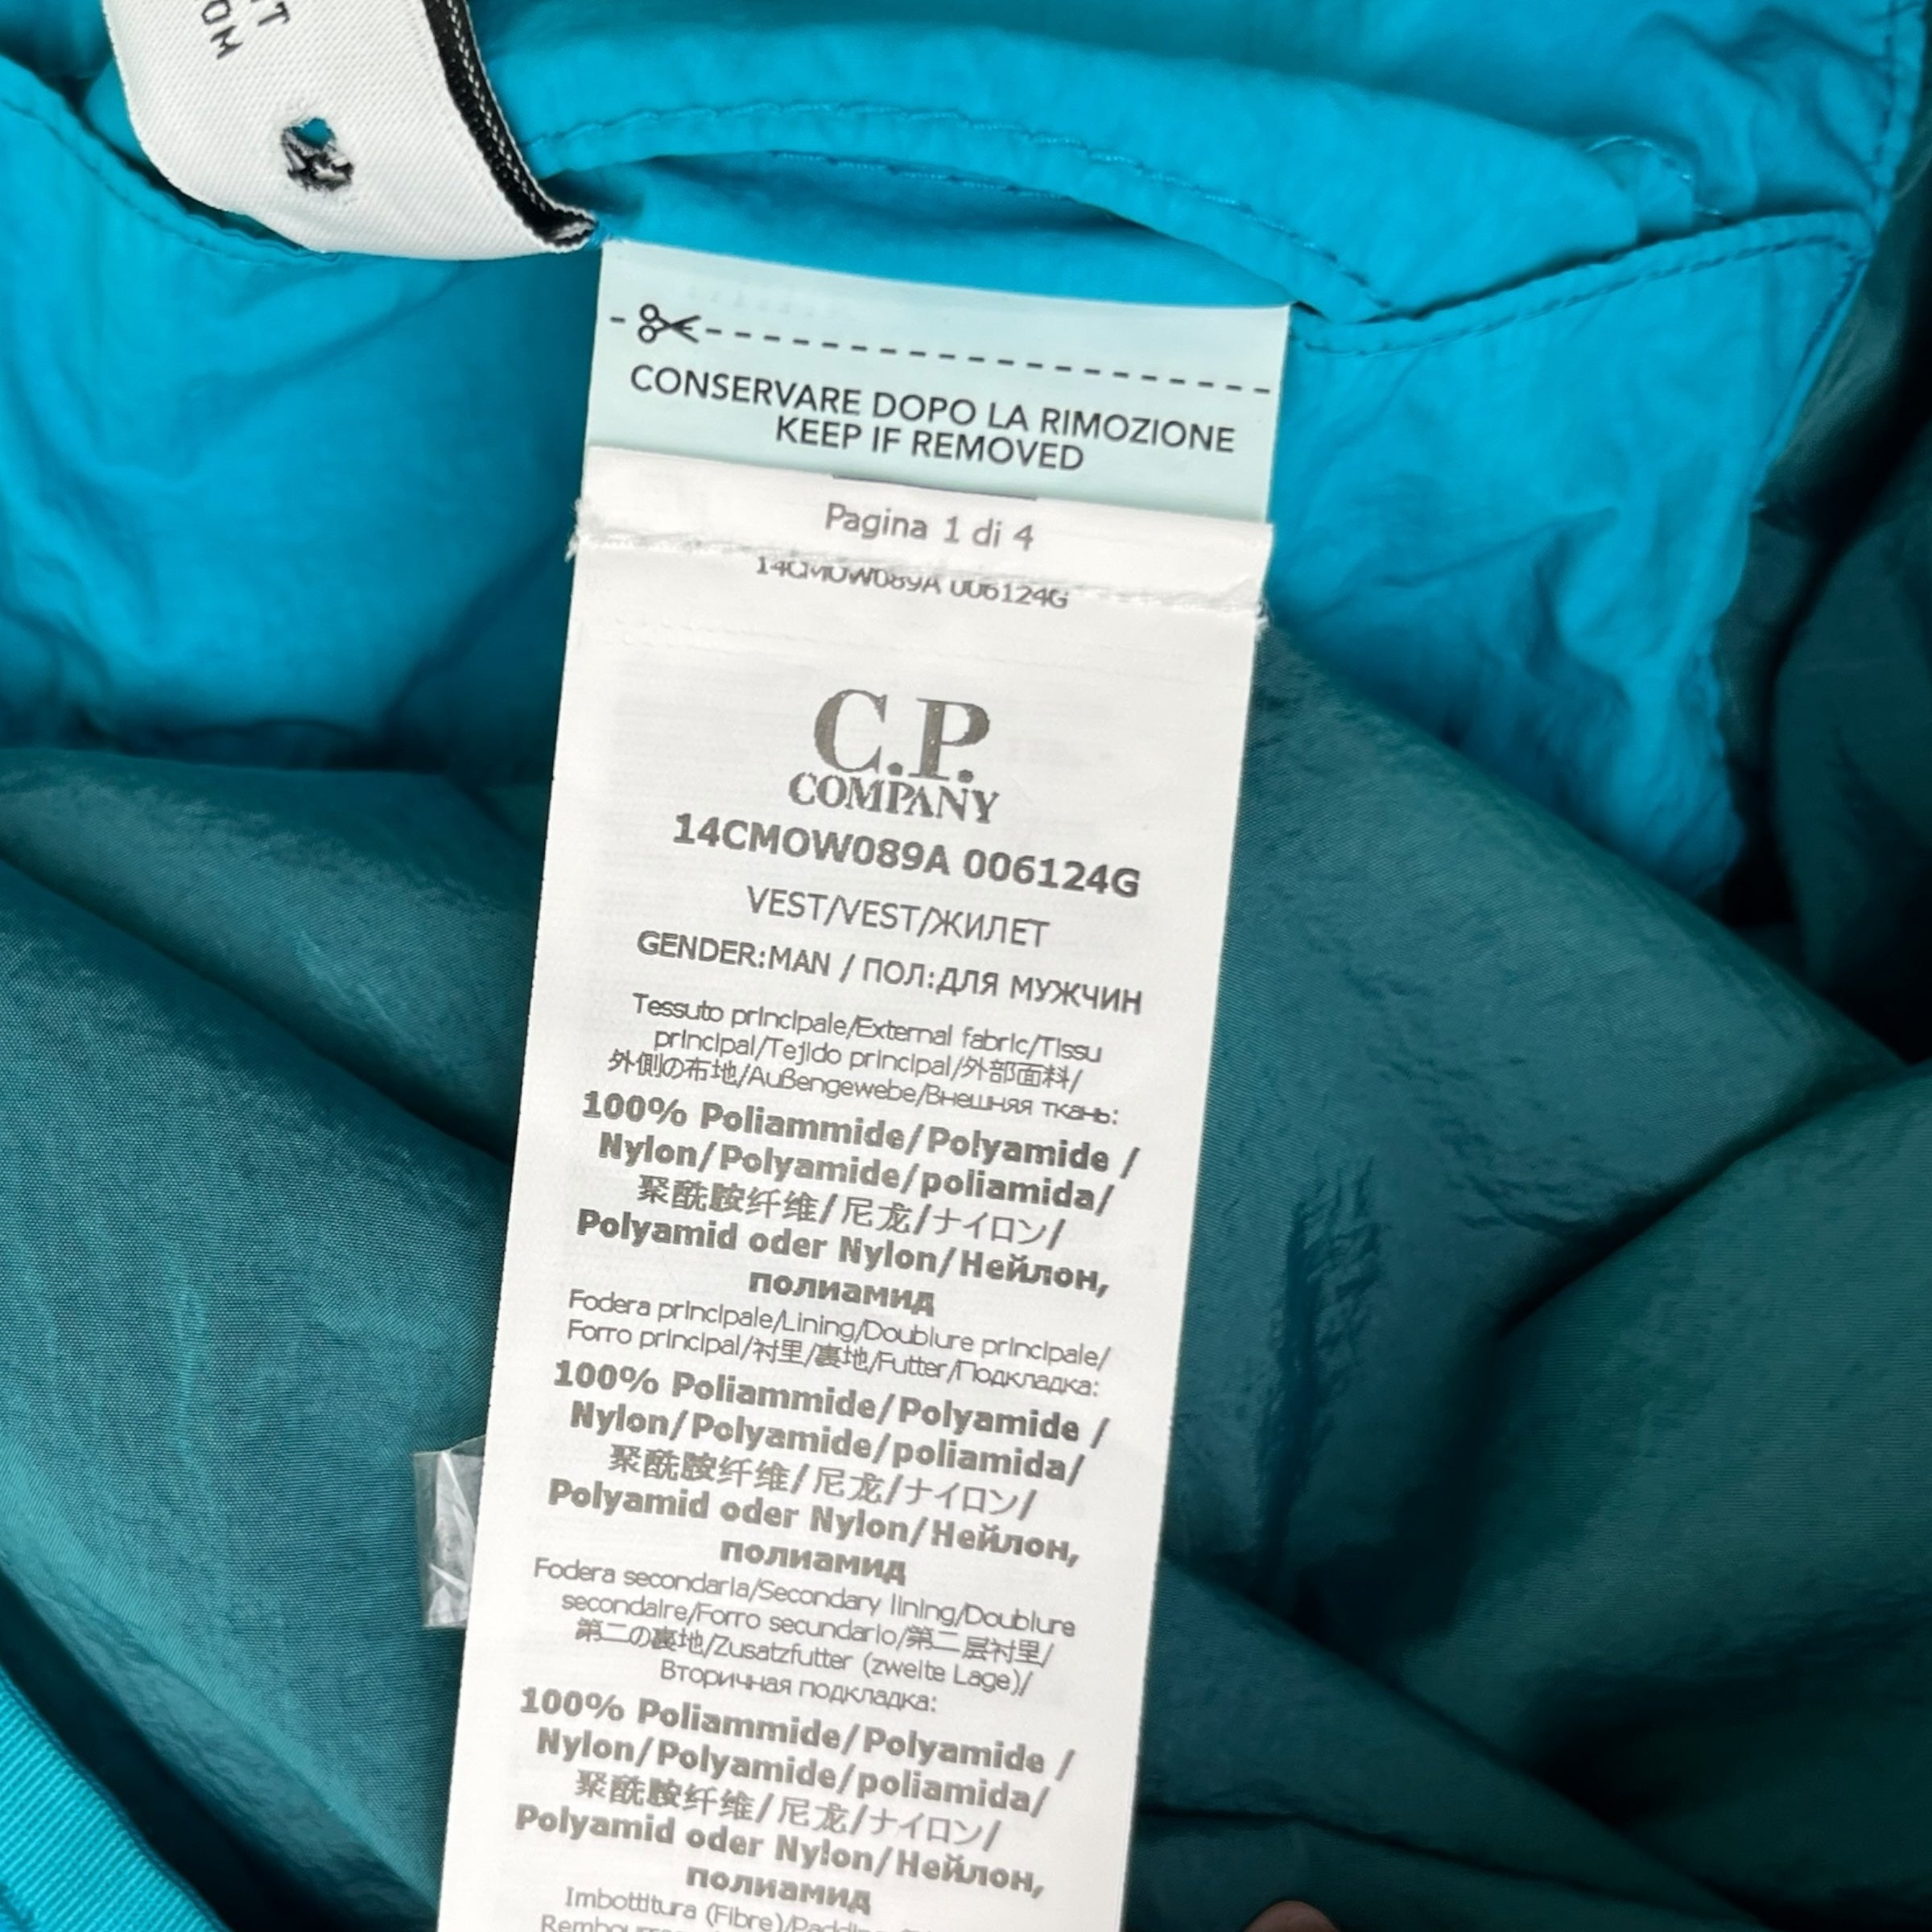 CONSERVARE DOPO LA RIMOZIONE
KEEP IF REMOVED
Pagina 1 di 4
14CMOW089A 006124G
C.P.
COMPANY
14CMOW089A 006124G
VEST/VEST/ЖИЛЕТ
GENDER:MAN / ПОЛ:ДЛЯ МУЖЧИН
Tessuto principale/External fabric/Tissu
principal/Tejido principal/外部面料/
外側の布地/Außengewebe/Внешняя ткань:
100% Poliammide/Polyamide /
Nylon/Polyamide/poliamida/
聚酰胺纤维/尼龙/ナイロン/
Polyamid oder Nylon/Нейлон,
полиамид
Fodera principale/Lining/Doublure principale/
Forro principal/衬里/裏地/Futter/Подкладка:
100% Poliammide/Polyamide /
Nylon/Polyamide/poliamida/
聚酰胺纤维/尼龙/ナイロン/
Polyamid oder Nylon/Нейлон,
полиамид
Fodera secondaria/Secondary lining/Doublure
secondaire/Forro secundario/第二层衬里/
第二の裏地/Zusatzfutter (zweite Lage)/
Вторичная подкладка:
100% Poliammide/Polyamide /
Nylon/Polyamide/poliamida/
聚酰胺纤维/尼龙/ナイロン/
Polyamid oder Nylon/Нейлон,
полиамид
Imbottitura (Fibre)/